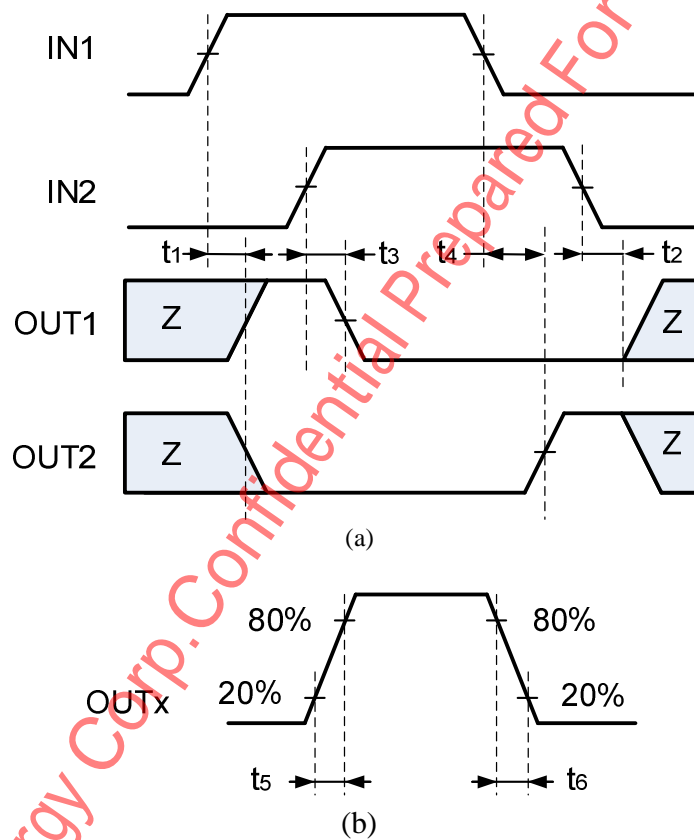 IN1
IN2
t1
t3
t4
t2
OUT1
Z
Z
OUT2
Z
Z
(a)
80%
80%
OUTx
20%
20%
t5
t6
(b)
rgy Corp.Confidential Prepared For